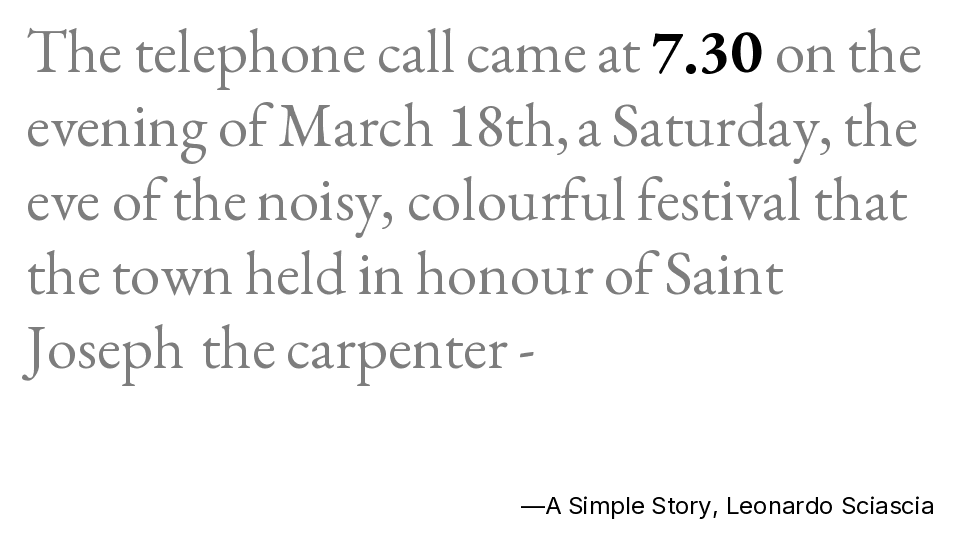 The telephone call came at 7.30 on the
evening of March 18th, a Saturday, the
eve of the noisy, colourful festival that
the town held in honour of Saint
Joseph the carpenter -
—A Simple Story, Leonardo Sciascia